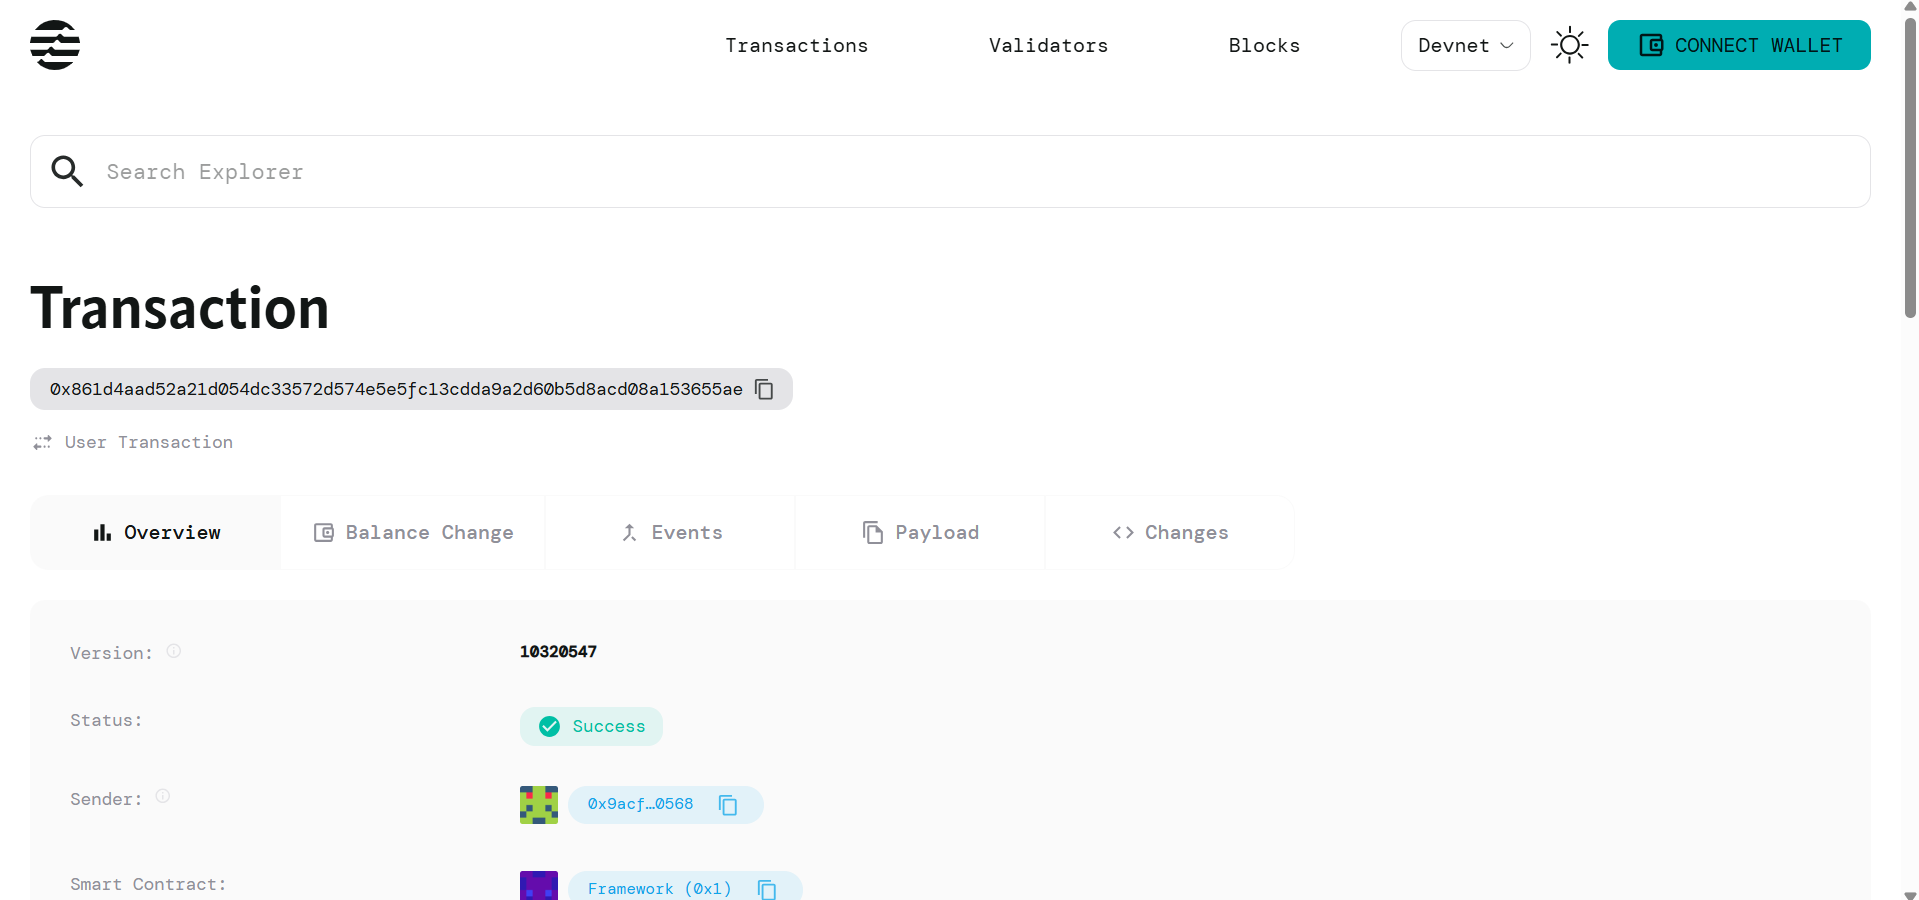 Transactions
Validators
Blocks
Devnet
CONNECT WALLET
Search Explorer
Transaction
0x861d4aad52a21d054dc33572d574e5e5fc13cdda9a2d60b5d8acd08a153655ae
User Transaction
Overview
Balance Change
Events
Payload
Changes
Version:
10320547
Status:
Success
Sender:
0x9acf…0568
Smart Contract:
Framework (0x1)